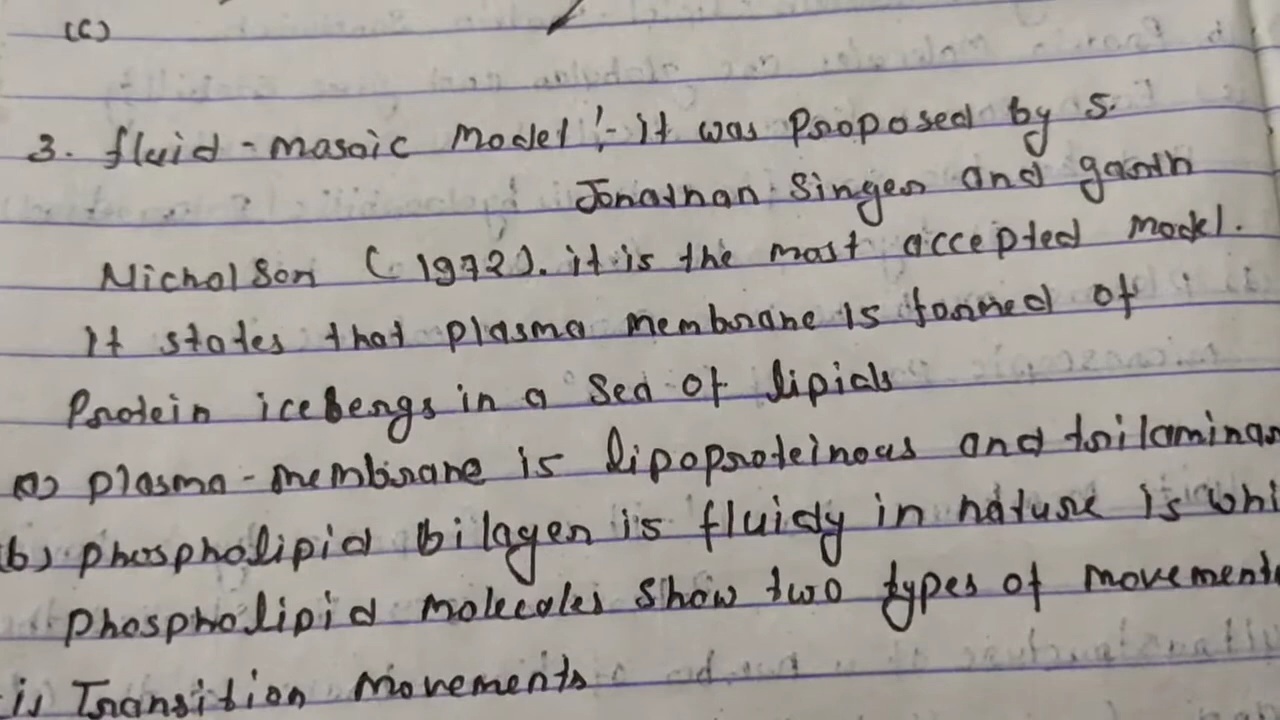 (c)
3. fluid-masaic Model :- it was Proposed by S.
Jonathan Singer and garth
Nicholson (1972). it is the most accepted model.
It states that plasma membrane is formed of
Protein icebergs in a sea of lipids
(a) plasma-membrane is lipoproteinous and trilaminar
(b) phospholipid bilayer is fluidy in nature is whi
Phospholipid molecules show two types of movements
i) Transition Movements